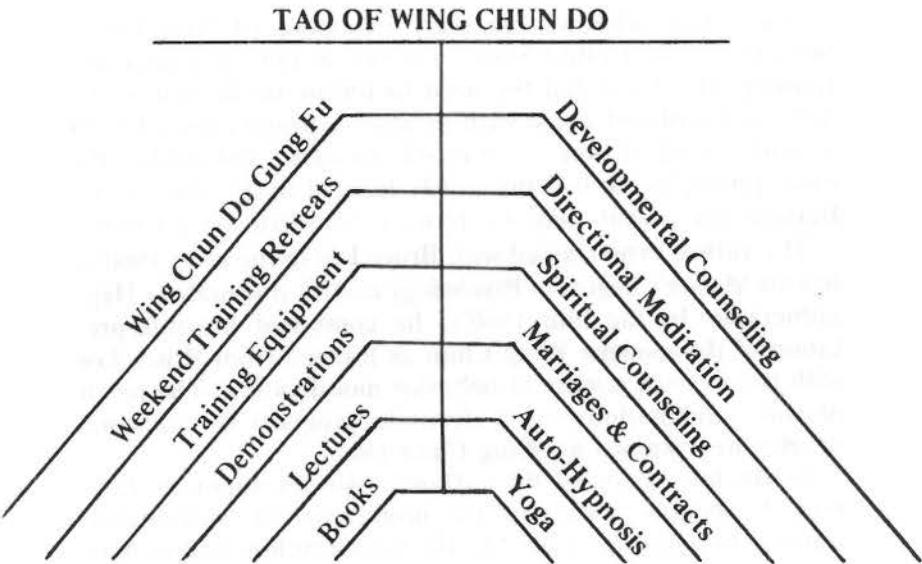 TAO OF WING CHUN DO
Wing Chun Do Gung Fu
Weekend Training Retreats
Training Equipment
Demonstrations
Lectures
Books
Developmental Counseling
Directional Meditation
Spiritual Counseling
Marriages & Contracts
Auto-Hypnosis
Yoga